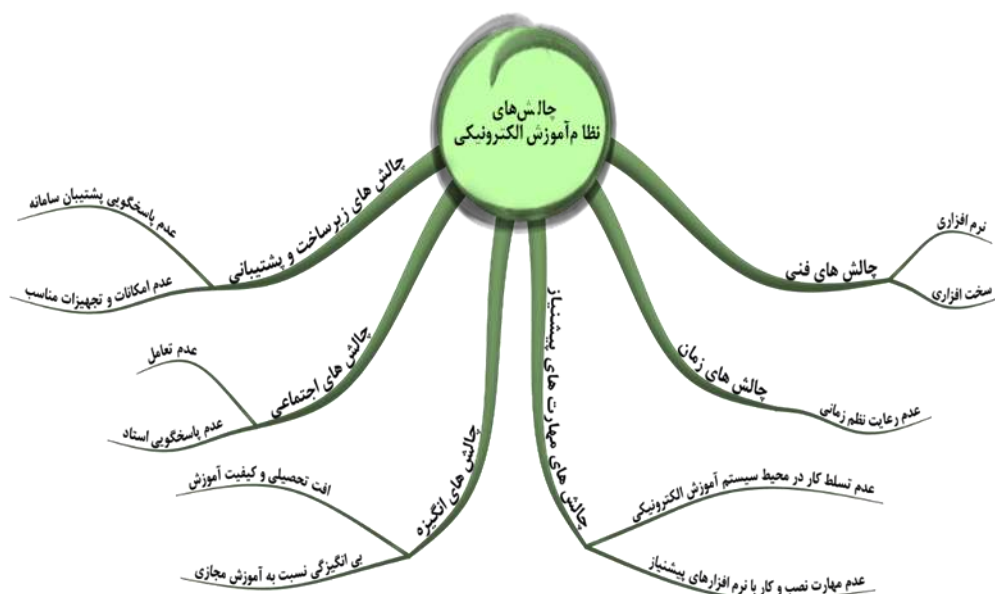 چالش‌های
نظام‌آموزش الکترونیکی
چالش های فنی
نرم افزاری
سخت افزاری
چالش های زمان
عدم رعایت نظم زمانی
چالش های مهارت های پیشنیاز
عدم تسلط کار در محیط سیستم آموزش الکترونیکی
عدم مهارت نصب و کار با نرم افزارهای پیشنیاز
چالش های زیرساخت و پشتیبانی
عدم پاسخگویی پشتیبان سامانه
عدم امکانات و تجهیزات مناسب
چالش های اجتماعی
عدم تعامل
عدم پاسخگویی استاد
چالش های انگیزه
افت تحصیلی و کیفیت آموزش
بی انگیزگی نسبت به آموزش مجازی